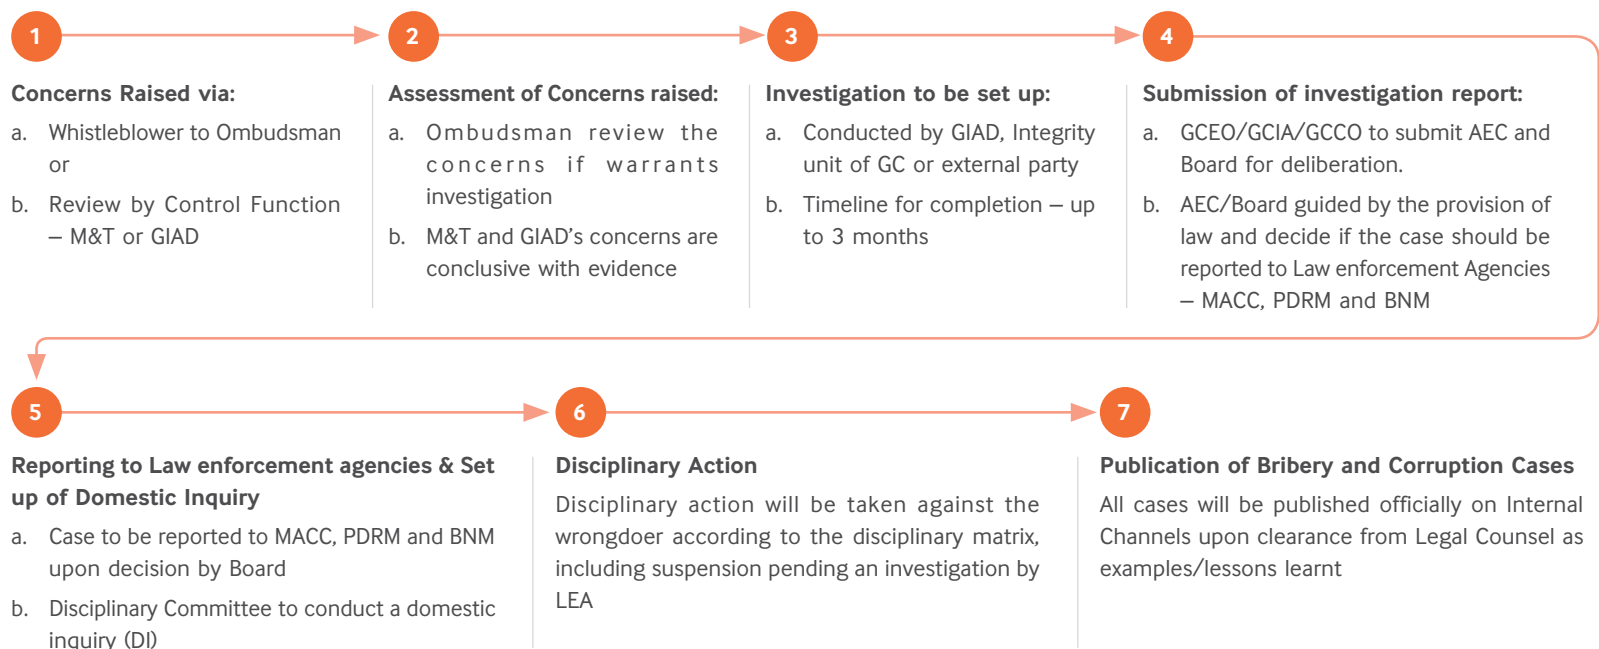 1
2
3
4
Concerns Raised via:
a. Whistleblower to Ombudsman
or
b. Review by Control Function
– M&T or GIAD
Assessment of Concerns raised:
a. Ombudsman review the
concerns if warrants
investigation
b. M&T and GIAD's concerns are
conclusive with evidence
Investigation to be set up:
a. Conducted by GIAD, Integrity
unit of GC or external party
b. Timeline for completion – up
to 3 months
Submission of investigation report:
a. GCEO/GCIA/GCCO to submit AEC and
Board for deliberation.
b. AEC/Board guided by the provision of
law and decide if the case should be
reported to Law enforcement Agencies
– MACC, PDRM and BNM
5
6
7
Reporting to Law enforcement agencies & Set
up of Domestic Inquiry
a. Case to be reported to MACC, PDRM and BNM
upon decision by Board
b. Disciplinary Committee to conduct a domestic
inquiry (DI)
Disciplinary Action
Disciplinary action will be taken against the
wrongdoer according to the disciplinary matrix,
including suspension pending an investigation by
LEA
Publication of Bribery and Corruption Cases
All cases will be published officially on Internal
Channels upon clearance from Legal Counsel as
examples/lessons learnt